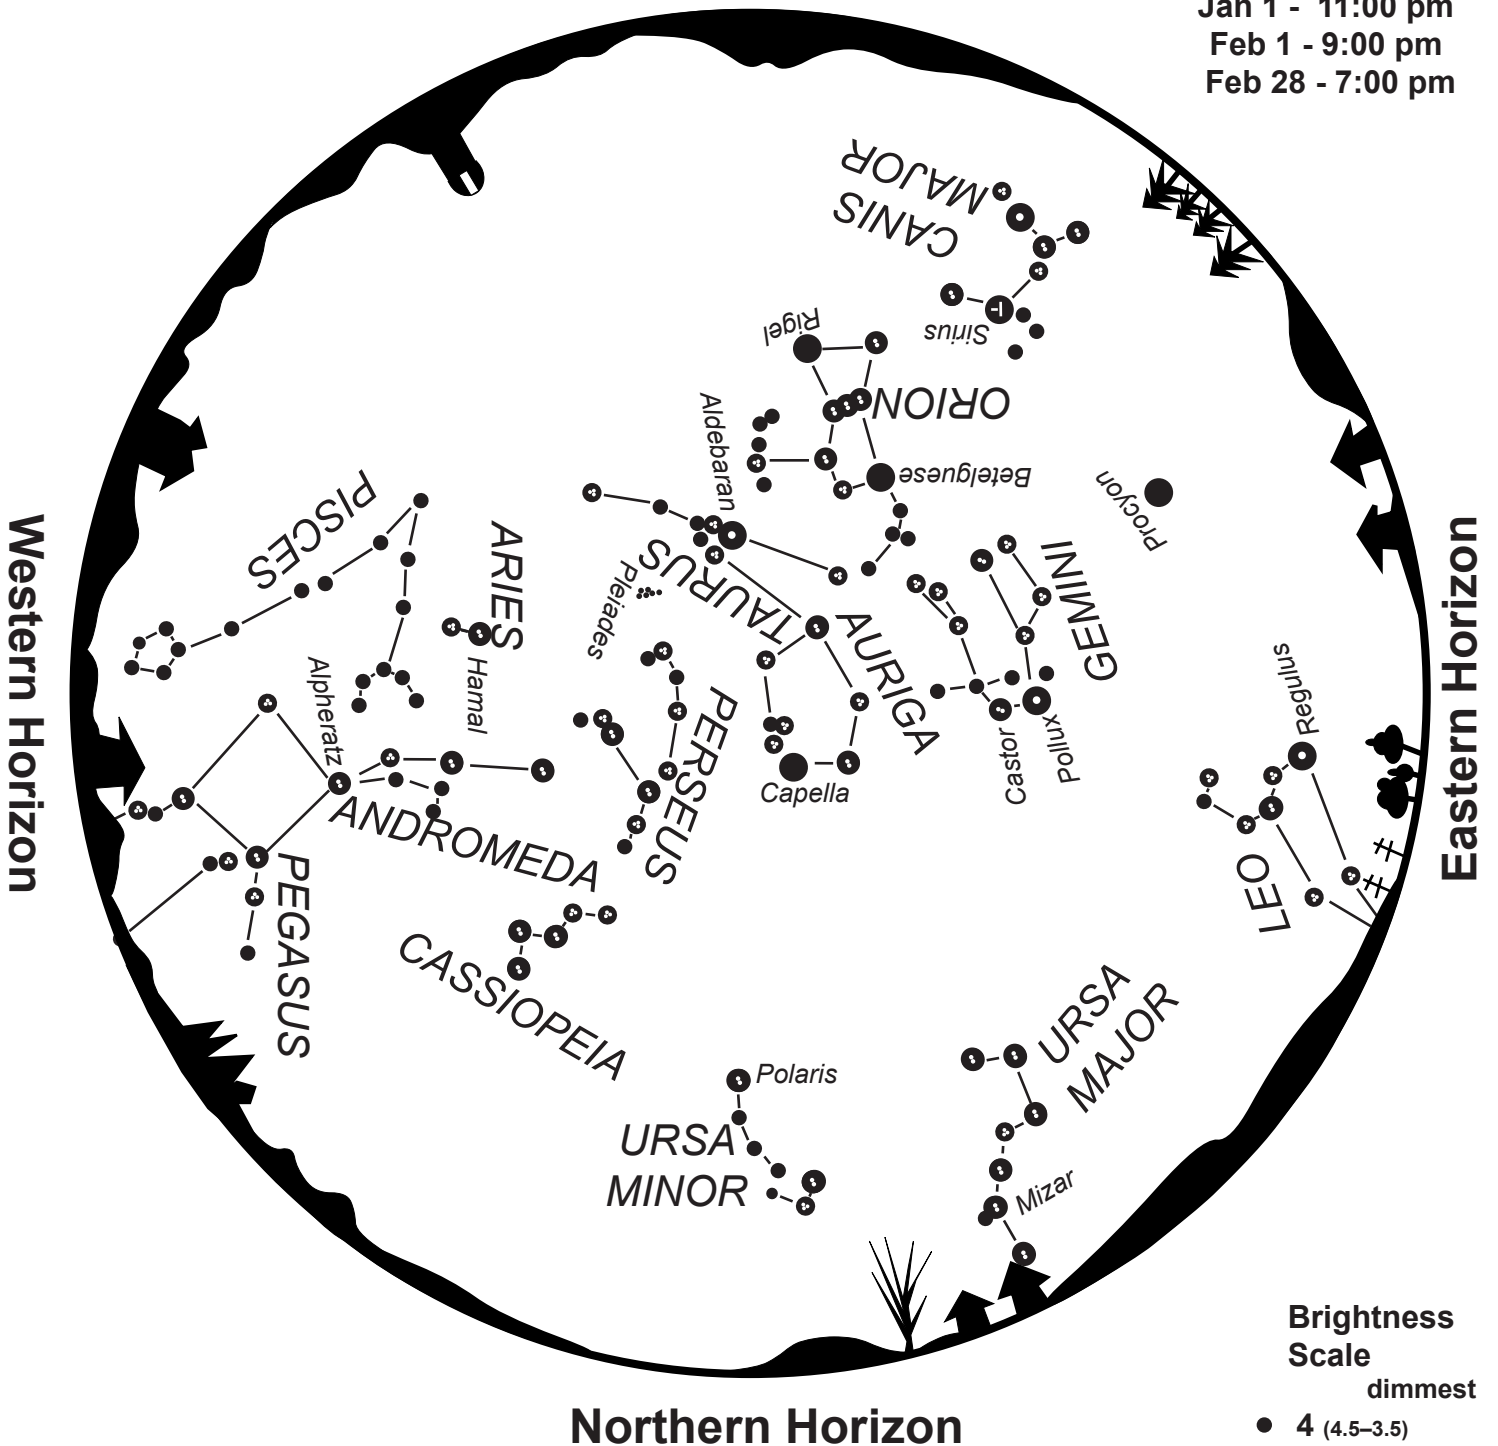 Jan 1 - 11:00 pm
Feb 1 - 9:00 pm
Feb 28 - 7:00 pm
CANIS
MAJOR
Sirius
Rigel
ORION
Betelguese
Aldebaran
Procyon
PISCES
ARIES
Hamal
TAURUS
Pleiades
GEMINI
AURIGA
Castor
Pollux
Capella
Western Horizon
Eastern Horizon
Alpheratz
PERSEUS
Regulus
LEO
ANDROMEDA
PEGASUS
CASSIOPEIA
Polaris
URSA
MINOR
URSA
MAJOR
Mizar
Northern Horizon
Brightness
Scale
dimmest
4 (4.5–3.5)